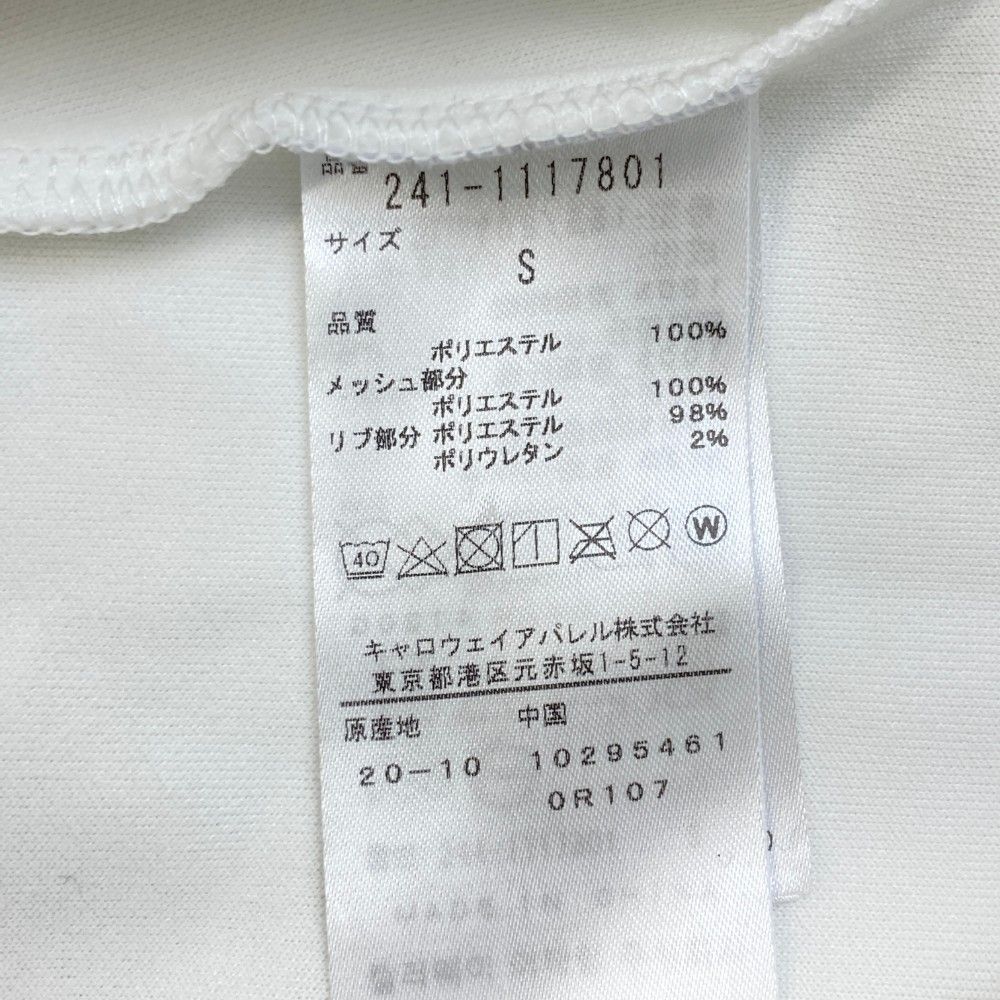 品番
241-1117801
サイズ
S
品質
ポリエステル 100%
メッシュ部分
ポリエステル 100%
リブ部分 ポリエステル 98%
ポリウレタン 2%
40
W
キャロウェイアパレル株式会社
東京都港区元赤坂1-5-12
原産地 中国
20-10 10295461
0R107